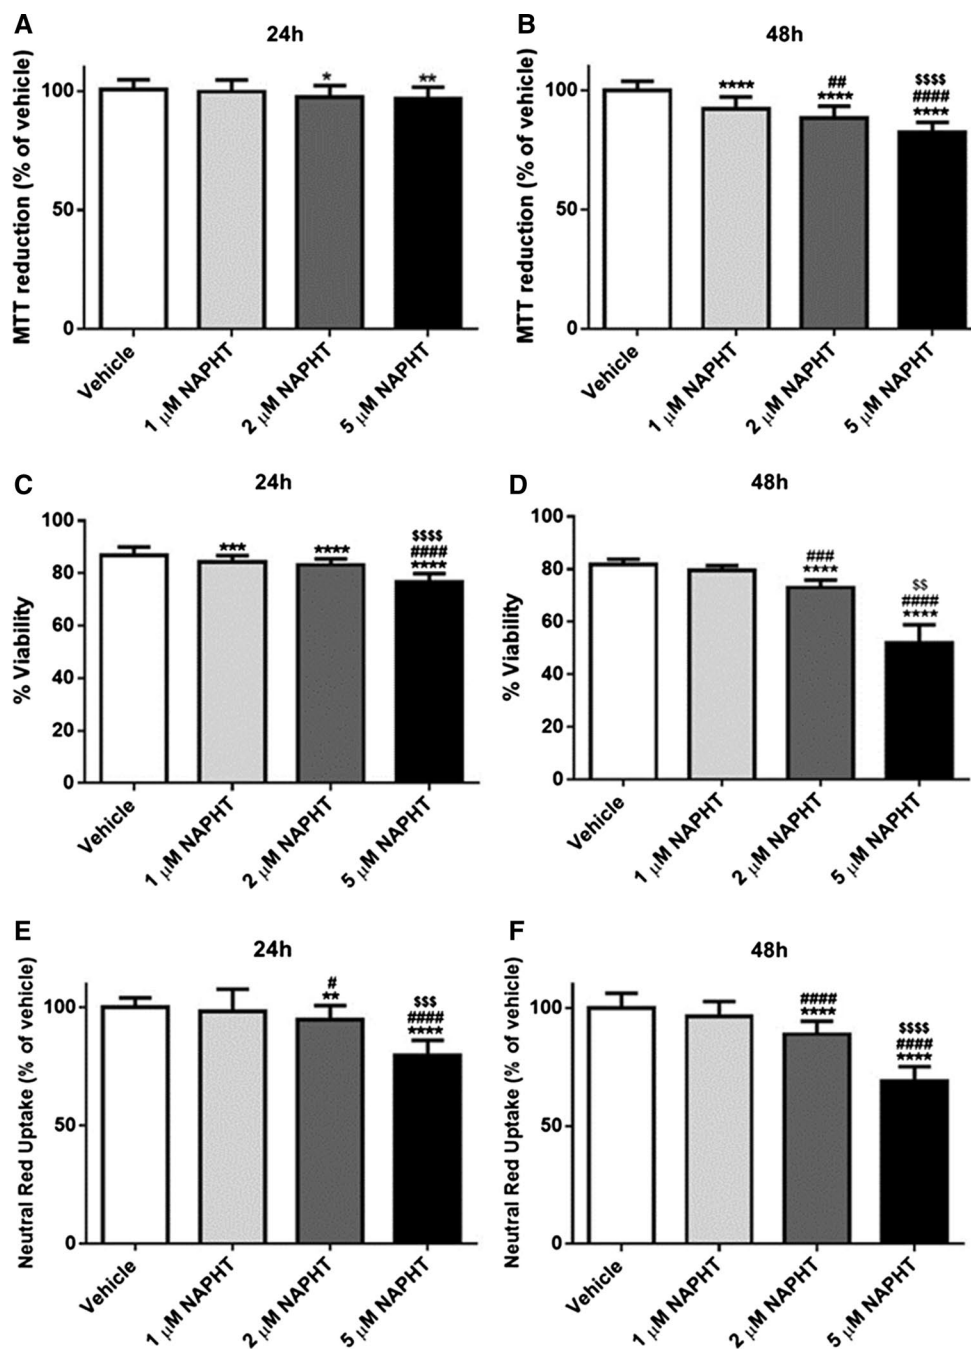 A
24h
MTT reduction (% of vehicle)
100
50
0
*
**
Vehicle
1 µM NAPHT
2 µM NAPHT
5 µM NAPHT
B
48h
MTT reduction (% of vehicle)
100
50
0
****
##
****
$$$$
####
****
Vehicle
1 µM NAPHT
2 µM NAPHT
5 µM NAPHT
C
24h
% Viability
100
80
60
40
20
0
***
****
$$$$
####
****
Vehicle
1 µM NAPHT
2 µM NAPHT
5 µM NAPHT
D
48h
% Viability
100
80
60
40
20
0
###
****
$$
####
****
Vehicle
1 µM NAPHT
2 µM NAPHT
5 µM NAPHT
E
24h
Neutral Red Uptake (% of vehicle)
100
50
0
#
**
$$$
####
****
Vehicle
1 µM NAPHT
2 µM NAPHT
5 µM NAPHT
F
48h
Neutral Red Uptake (% of vehicle)
100
50
0
####
****
$$$$
####
****
Vehicle
1 µM NAPHT
2 µM NAPHT
5 µM NAPHT